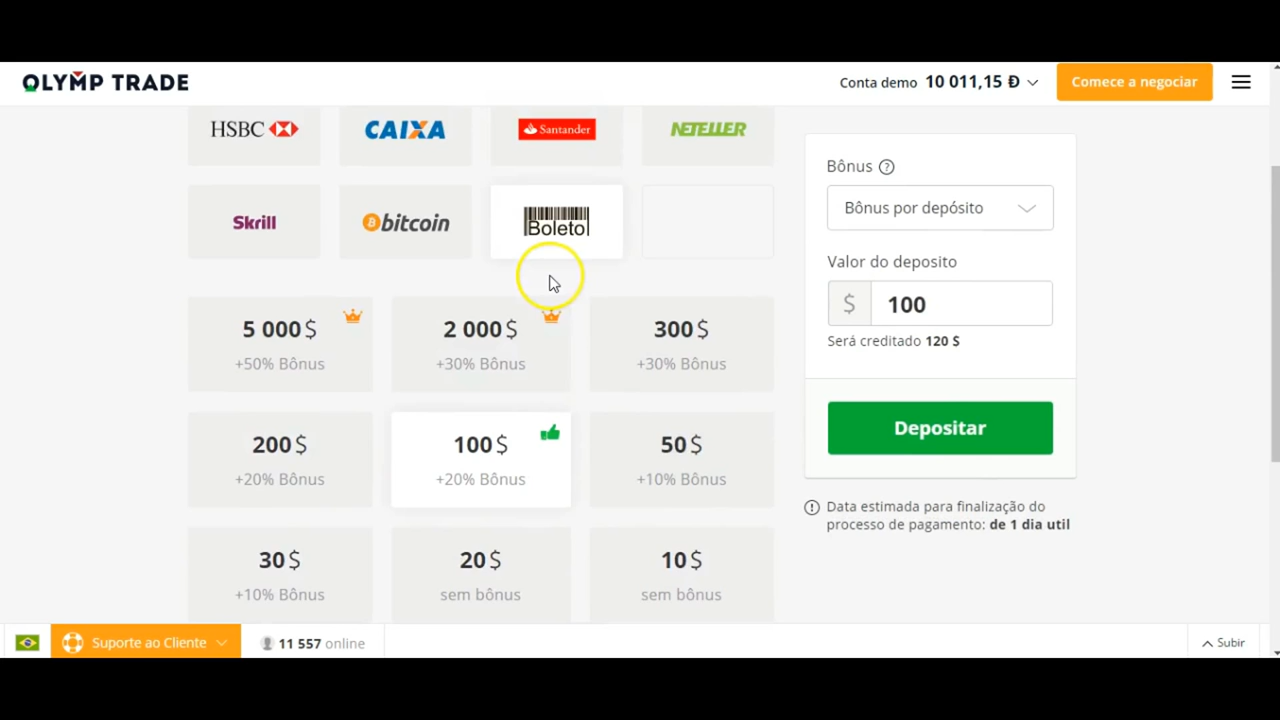 OLYMP TRADE
Conta demo 10 011,15 Đ
Comece a negociar
HSBC
CAIXA
Santander
NETELLER
Skrill
bitcoin
Boleto
5 000 $
+50% Bônus
2 000 $
+30% Bônus
300 $
+30% Bônus
200 $
+20% Bônus
100 $
+20% Bônus
50 $
+10% Bônus
30 $
+10% Bônus
20 $
sem bônus
10 $
sem bônus
Bônus ?
Bônus por depósito
Valor do deposito
$ 100
Será creditado 120 $
Depositar
Data estimada para finalização do
processo de pagamento: de 1 dia util
Suporte ao Cliente
11 557 online
Subir